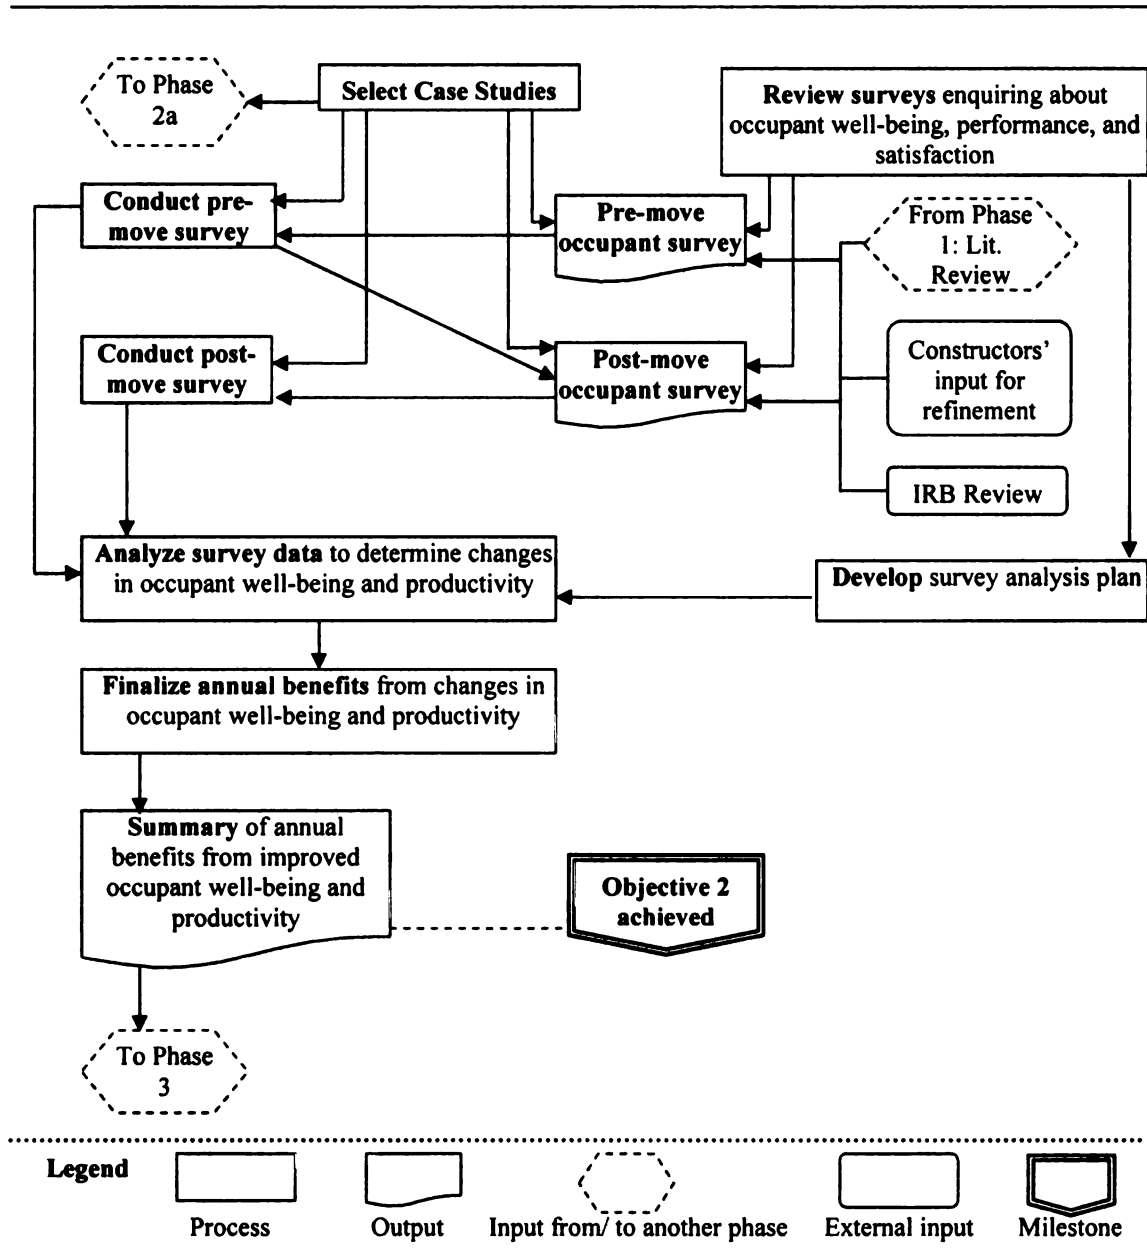 To Phase
2a
Select Case Studies
Review surveys enquiring about
occupant well-being, performance, and
satisfaction
Conduct pre-
move survey
Pre-move
occupant survey
From Phase
1: Lit.
Review
Conduct post-
move survey
Post-move
occupant survey
Constructors'
input for
refinement
IRB Review
Analyze survey data to determine changes
in occupant well-being and productivity
Develop survey analysis plan
Finalize annual benefits from changes in
occupant well-being and productivity
Summary of annual
benefits from improved
occupant well-being and
productivity
Objective 2
achieved
To Phase
3
Legend
Process
Output
Input from/ to another phase
External input
Milestone